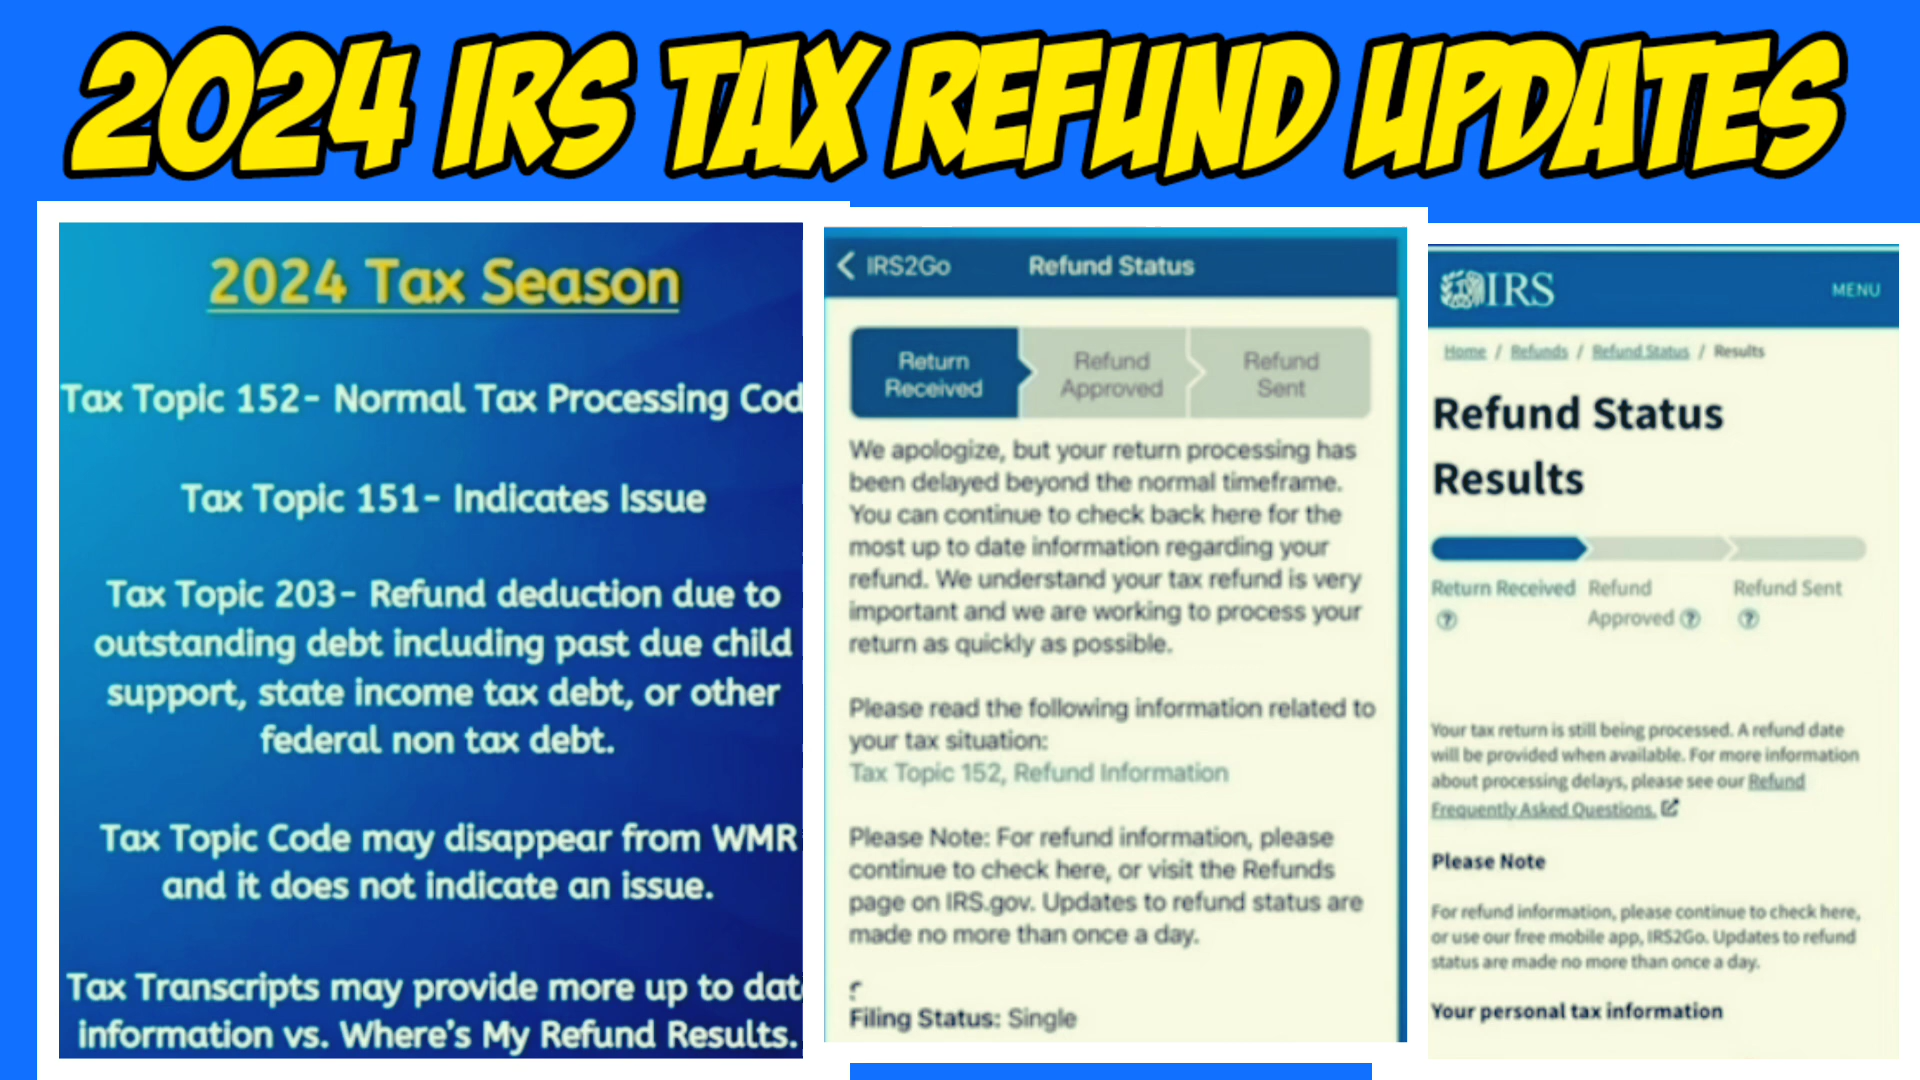 2024 IRS TAX REFUND UPDATES
2024 Tax Season
Tax Topic 152- Normal Tax Processing Cod
Tax Topic 151- Indicates Issue
Tax Topic 203- Refund deduction due to
outstanding debt including past due child
support, state income tax debt, or other
federal non tax debt.
Tax Topic Code may disappear from WMR
and it does not indicate an issue.
Tax Transcripts may provide more up to dat
information vs. Where's My Refund Results.
IRS2Go
Refund Status
Return
Received
Refund
Approved
Refund
Sent
We apologize, but your return processing has
been delayed beyond the normal timeframe.
You can continue to check back here for the
most up to date information regarding your
refund. We understand your tax refund is very
important and we are working to process your
return as quickly as possible.
Please read the following information related to
your tax situation:
Tax Topic 152, Refund Information
Please Note: For refund information, please
continue to check here, or visit the Refunds
page on IRS.gov. Updates to refund status are
made no more than once a day.
Filing Status: Single
IRS
MENU
Home / Refunds / Refund Status / Results
Refund Status
Results
Return Received
Refund
Approved
Refund Sent
Your tax return is still being processed. A refund date
will be provided when available. For more information
about processing delays, please see our Refund
Frequently Asked Questions.
Please Note
For refund information, please continue to check here,
or use our free mobile app, IRS2Go. Updates to refund
status are made no more than once a day.
Your personal tax information